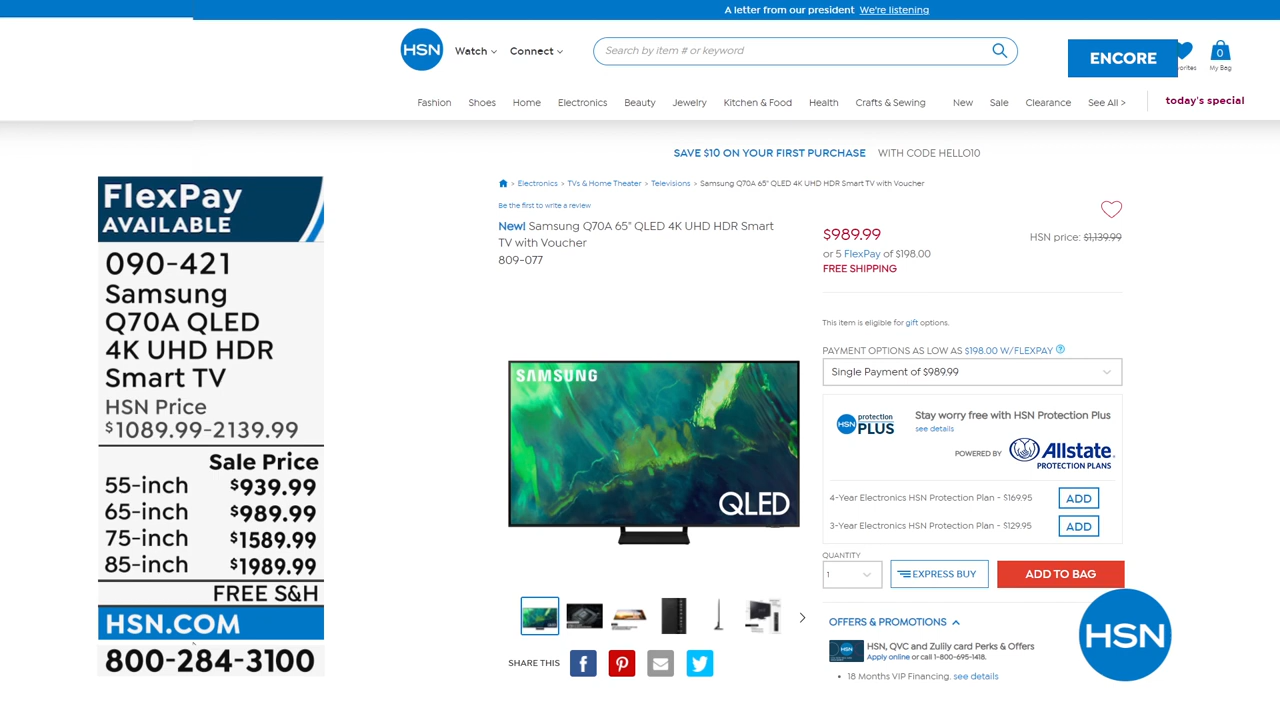 A letter from our president We're listening
HSN
Watch
Connect
Search by item # or keyword
ENCORE
orites
0
My Bag
Fashion Shoes Home Electronics Beauty Jewelry Kitchen & Food Health Crafts & Sewing New Sale Clearance See All >
today's special
SAVE $10 ON YOUR FIRST PURCHASE WITH CODE HELLO10
FlexPay
AVAILABLE
090-421
Samsung
Q70A QLED
4K UHD HDR
Smart TV
HSN Price
$1089.99-2139.99
Sale Price
55-inch $939.99
65-inch $989.99
75-inch $1589.99
85-inch $1989.99
FREE S&H
HSN.COM
800-284-3100
> Electronics > TVs & Home Theater > Televisions > Samsung Q70A 65" QLED 4K UHD HDR Smart TV with Voucher
Be the first to write a review
New! Samsung Q70A 65" QLED 4K UHD HDR Smart
TV with Voucher
809-077
SAMSUNG
QLED
SHARE THIS
$989.99
HSN price: $1,139.99
or 5 FlexPay of $198.00
FREE SHIPPING
This item is eligible for gift options.
PAYMENT OPTIONS AS LOW AS $198.00 W/FLEXPAY ?
Single Payment of $989.99
HSN protection PLUS
Stay worry free with HSN Protection Plus
see details
POWERED BY Allstate.
PROTECTION PLANS
4-Year Electronics HSN Protection Plan - $169.95 ADD
3-Year Electronics HSN Protection Plan - $129.95 ADD
QUANTITY
1
EXPRESS BUY
ADD TO BAG
OFFERS & PROMOTIONS
HSN, QVC and Zulily card Perks & Offers
Apply online or call 1-800-695-1418.
• 18 Months VIP Financing. see details
HSN